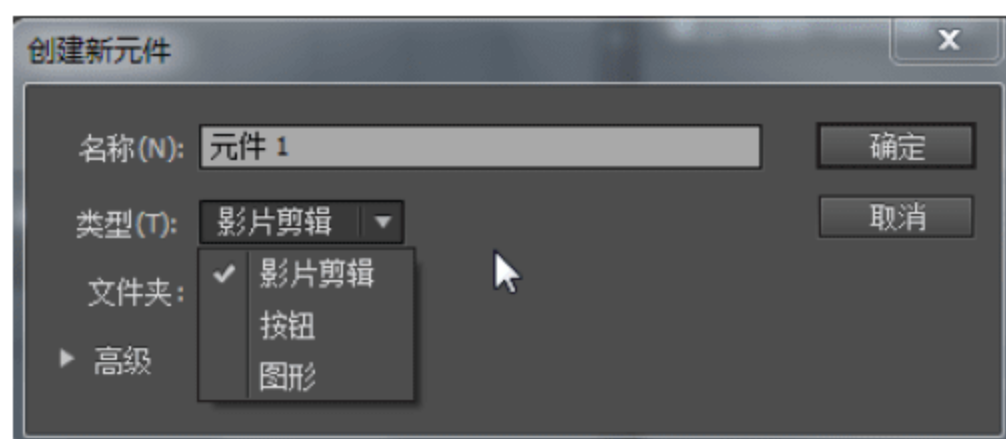 创建新元件
名称(N): 元件 1 确定
类型(T): 影片剪辑 取消
影片剪辑
文件夹:
按钮
高级
图形